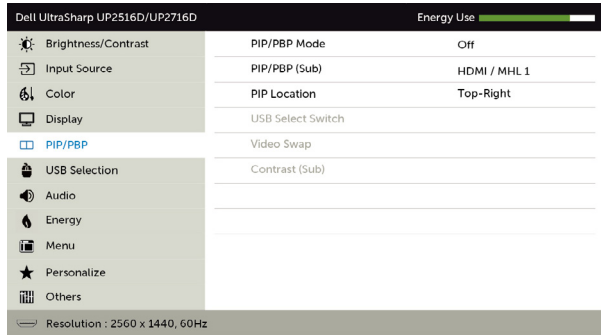 Dell UltraSharp UP2516D/UP2716D Energy Use
Brightness/Contrast PIP/PBP Mode Off
Input Source PIP/PBP (Sub) HDMI / MHL 1
Color PIP Location Top-Right
Display USB Select Switch
PIP/PBP Video Swap
USB Selection Contrast (Sub)
Audio
Energy
Menu
Personalize
Others
Resolution : 2560 x 1440, 60Hz